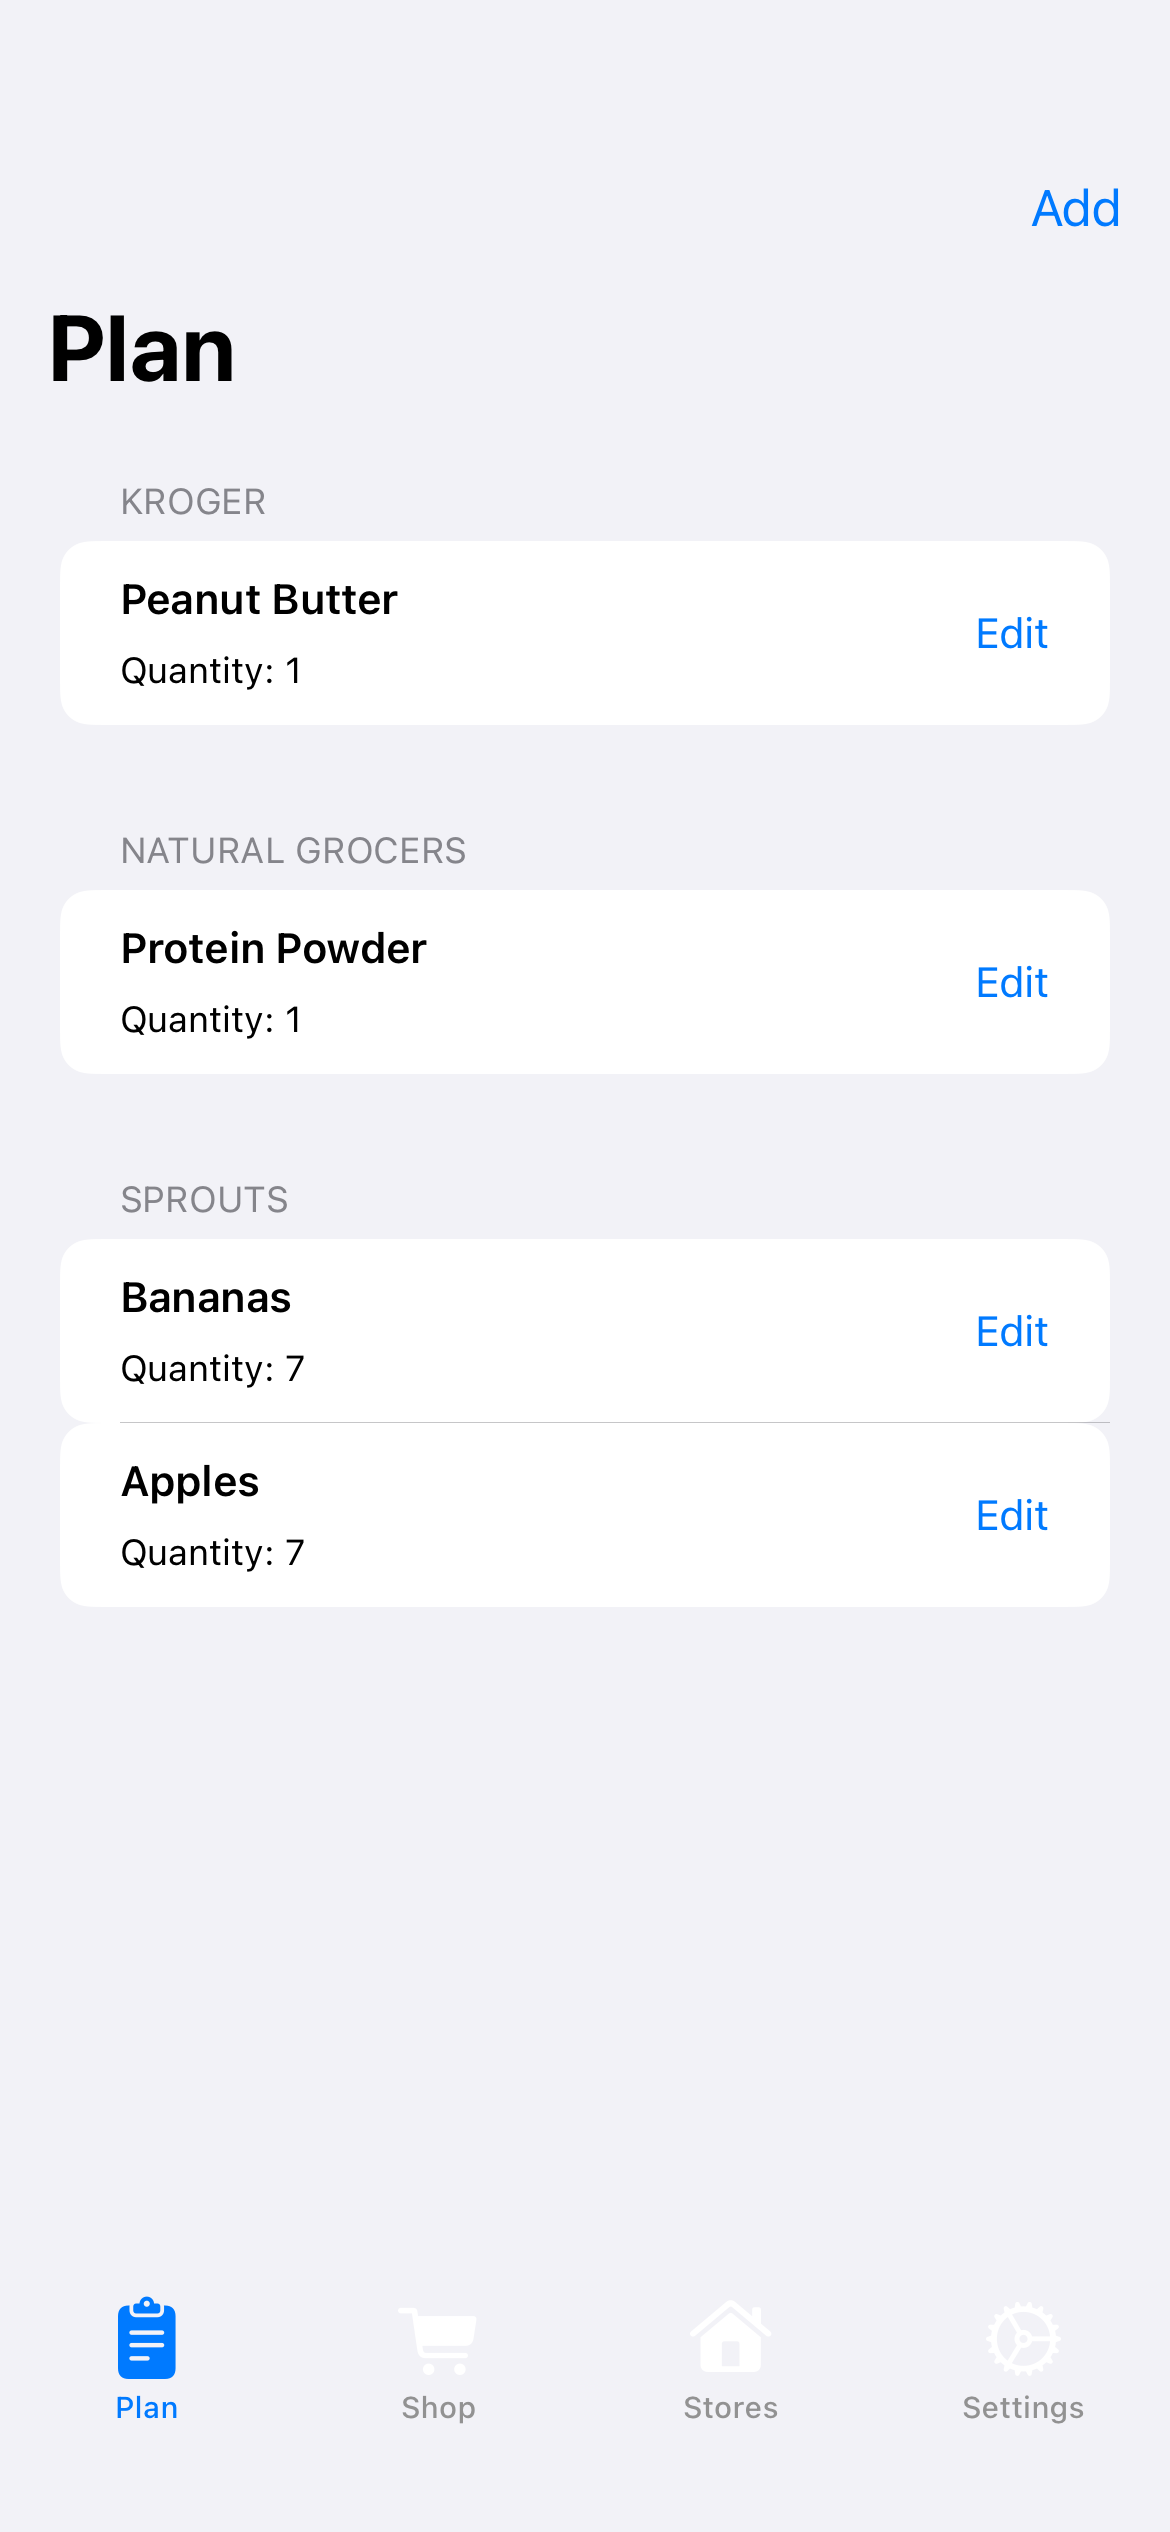 Add
Plan
KROGER
Peanut Butter
Edit
Quantity: 1
NATURAL GROCERS
Protein Powder
Edit
Quantity: 1
SPROUTS
Bananas
Edit
Quantity: 7
Apples
Edit
Quantity: 7
Plan
Shop
Stores
Settings